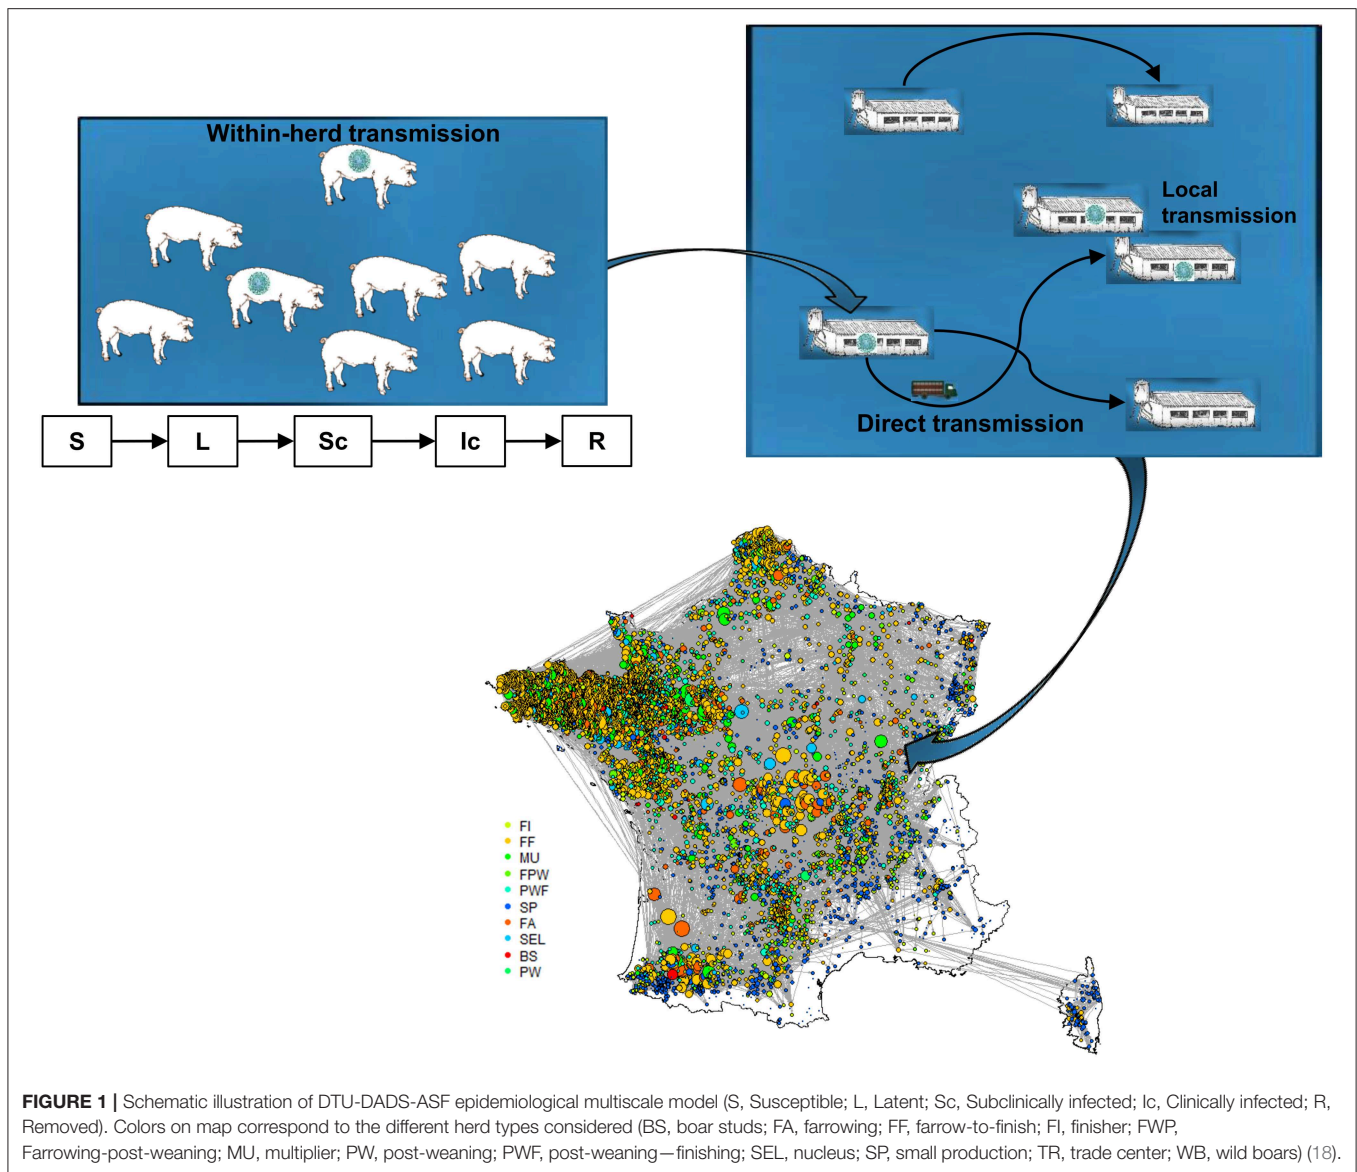 Within-herd transmission
Local
transmission
Direct transmission
S
L
Sc
Ic
R
FI
FF
MU
FPW
PWF
SP
FA
SEL
BS
PW
FIGURE 1 | Schematic illustration of DTU-DADS-ASF epidemiological multiscale model (S, Susceptible; L, Latent; Sc, Subclinically infected; Ic, Clinically infected; R,
Removed). Colors on map correspond to the different herd types considered (BS, boar studs; FA, farrowing; FF, farrow-to-finish; FI, finisher; FWP,
Farrowing-post-weaning; MU, multiplier; PW, post-weaning; PWF, post-weaning—finishing; SEL, nucleus; SP, small production; TR, trade center; WB, wild boars) (18).